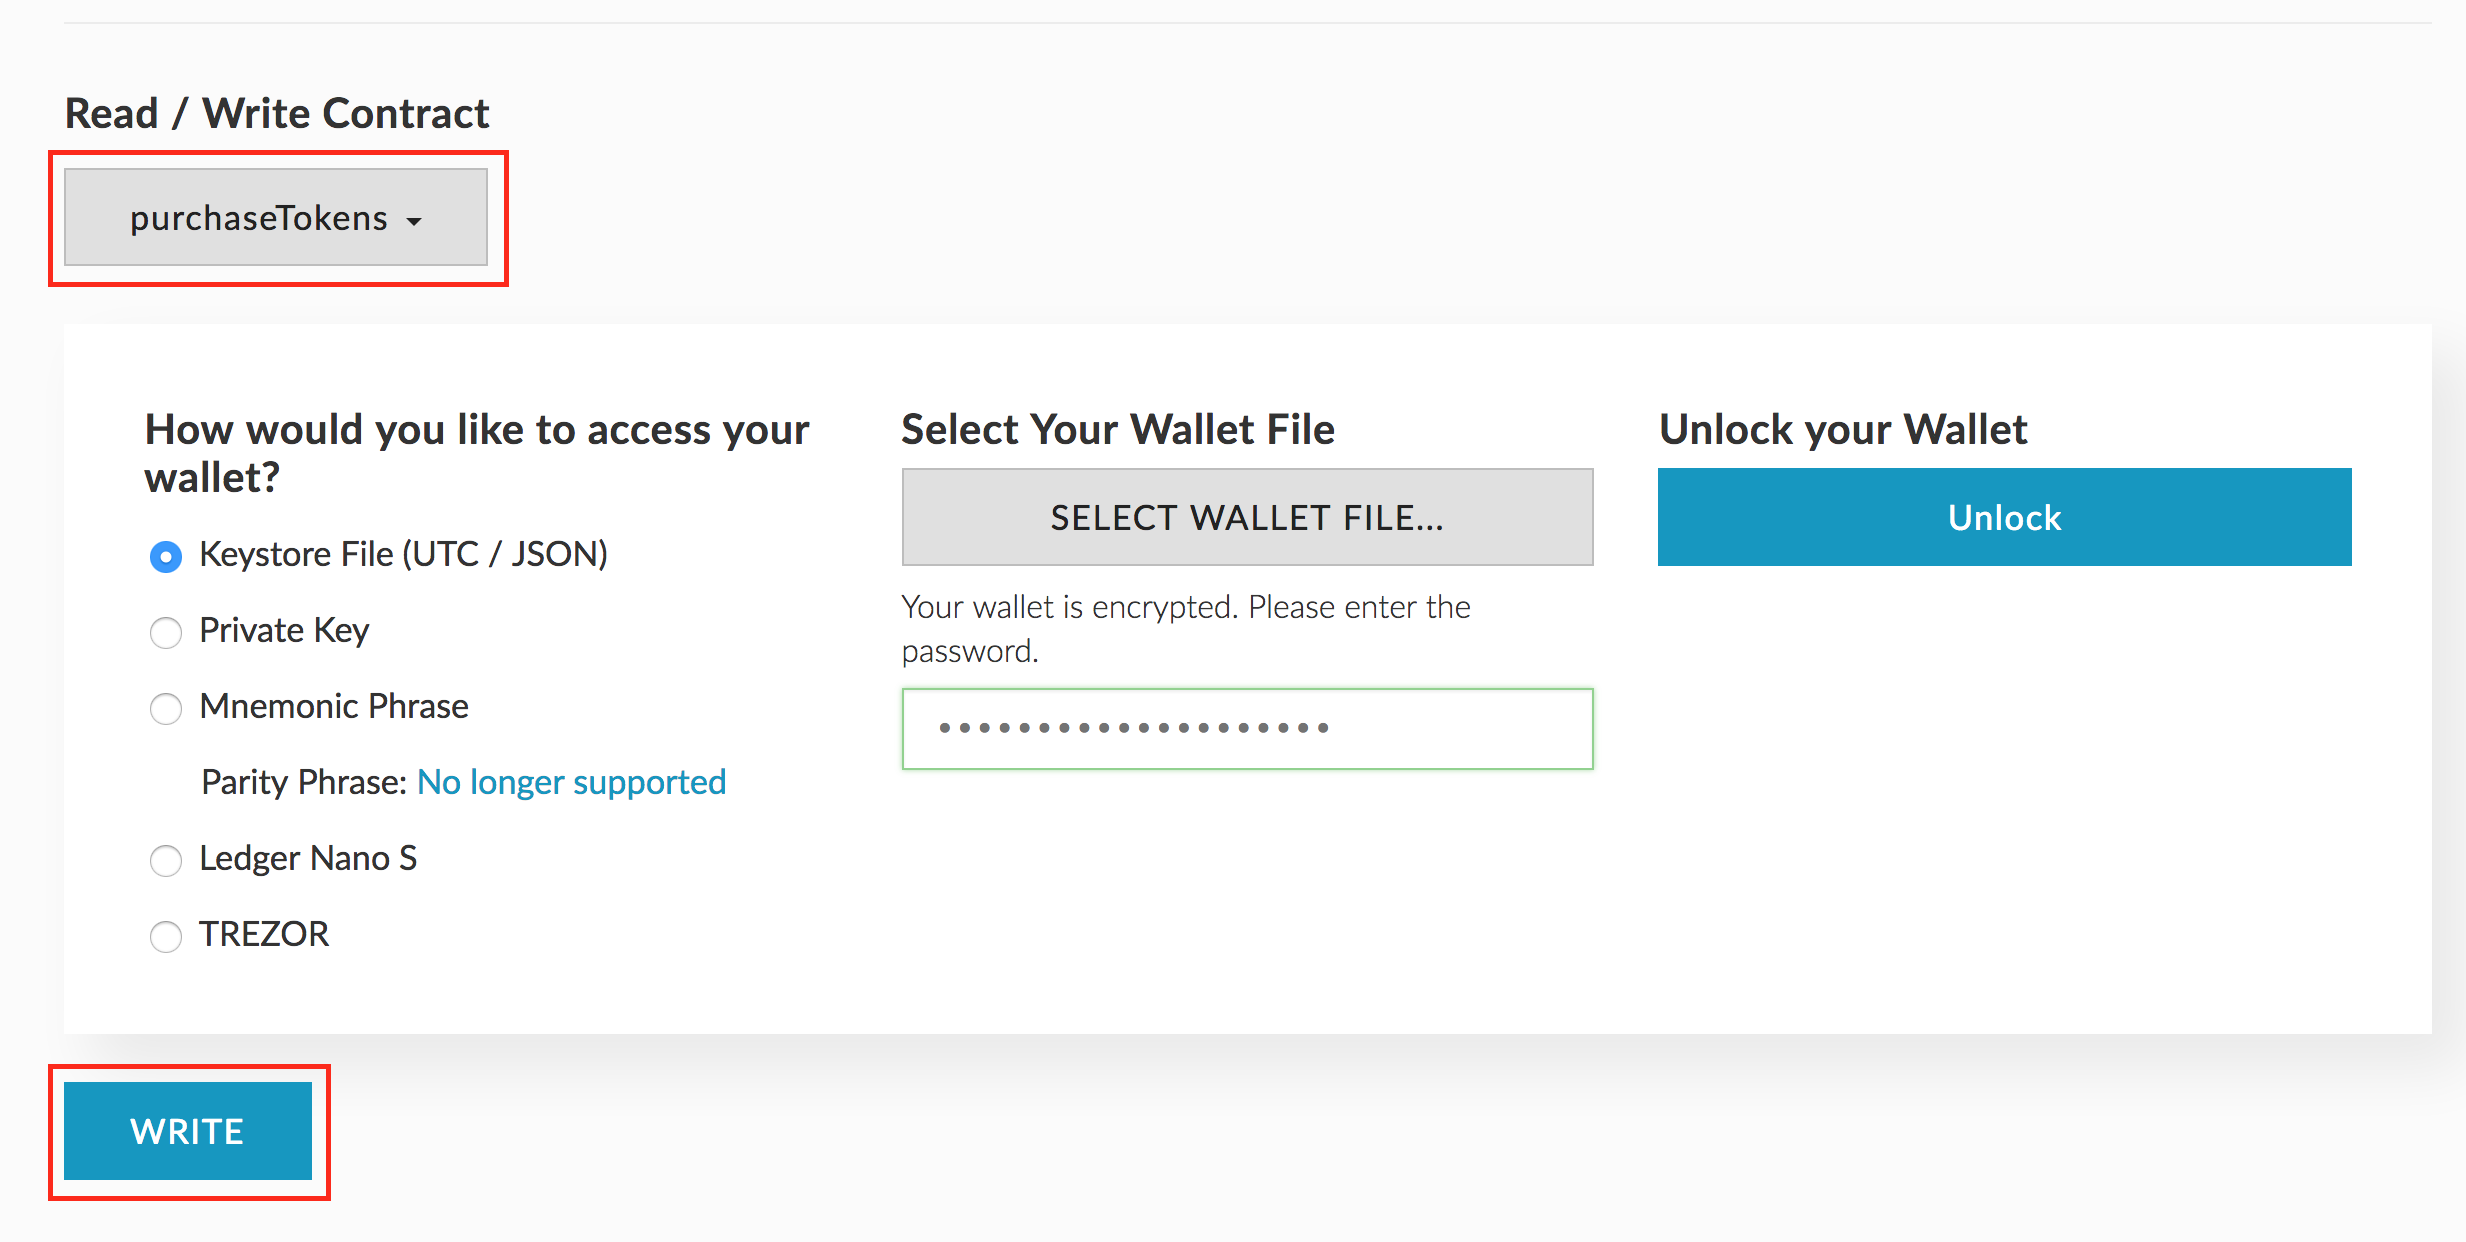 Read / Write Contract
purchaseTokens
How would you like to access your
wallet?
Keystore File (UTC / JSON)
Private Key
Mnemonic Phrase
Parity Phrase: No longer supported
Ledger Nano S
TREZOR
Select Your Wallet File
SELECT WALLET FILE...
Your wallet is encrypted. Please enter the
password.
••••••••••••••••••••
Unlock your Wallet
Unlock
WRITE